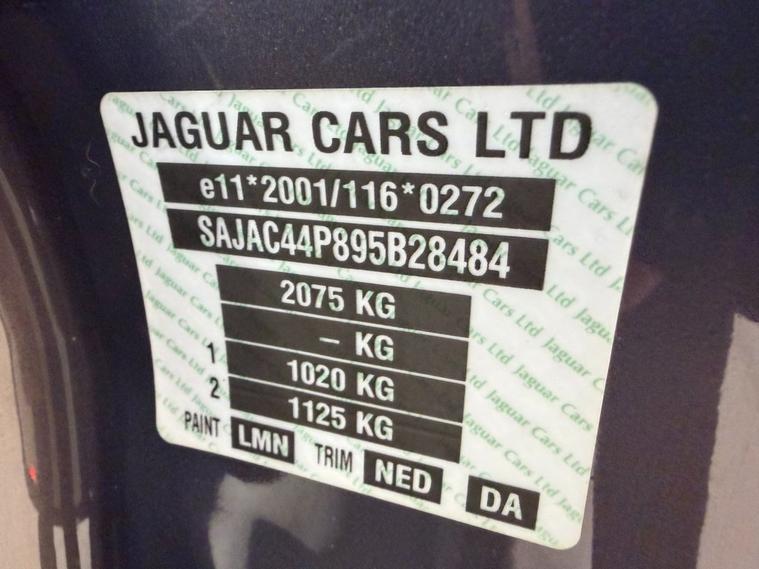 JAGUAR CARS LTD
e11*2001/116*0272
SAJAC44P895B28484
2075 KG
– KG
1 1020 KG
2 1125 KG
PAINT LMN TRIM NED DA